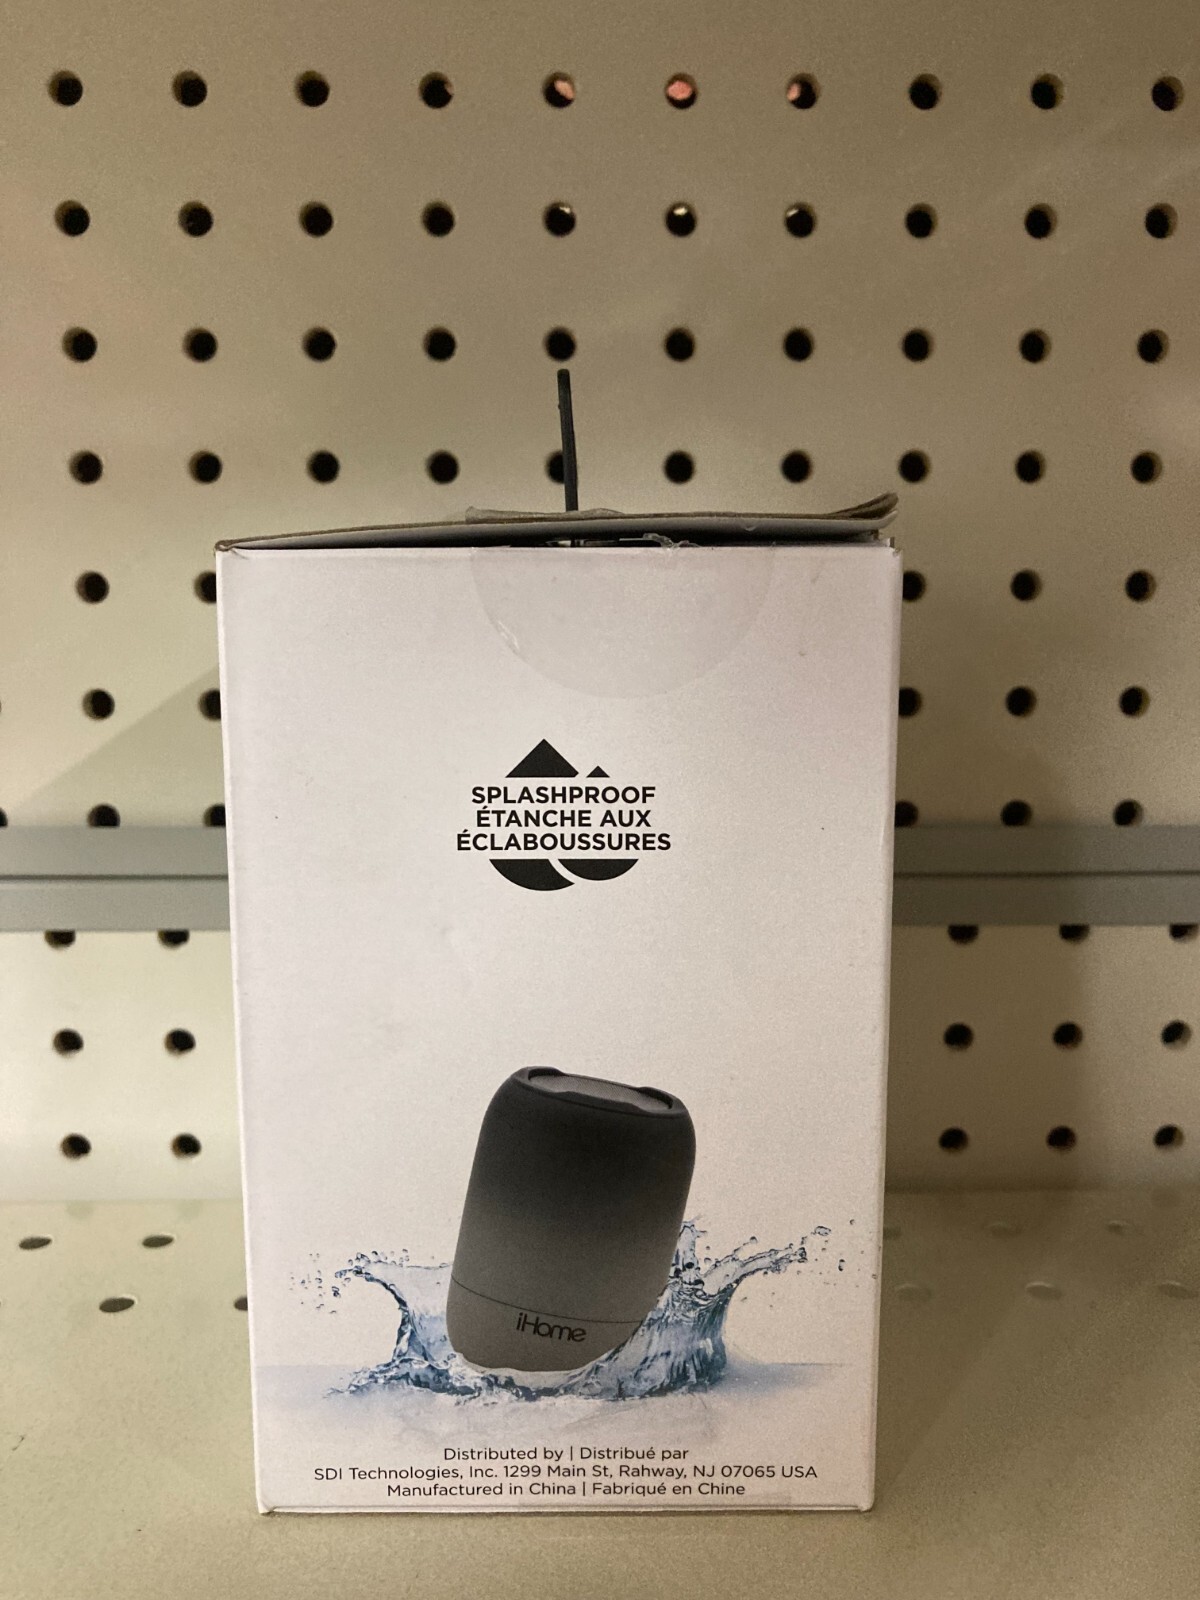 SPLASHPROOF
ÉTANCHE AUX
ÉCLABOUSSURES
iHome
Distributed by | Distribué par
SDI Technologies, Inc. 1299 Main St, Rahway, NJ 07065 USA
Manufactured in China | Fabriqué en Chine